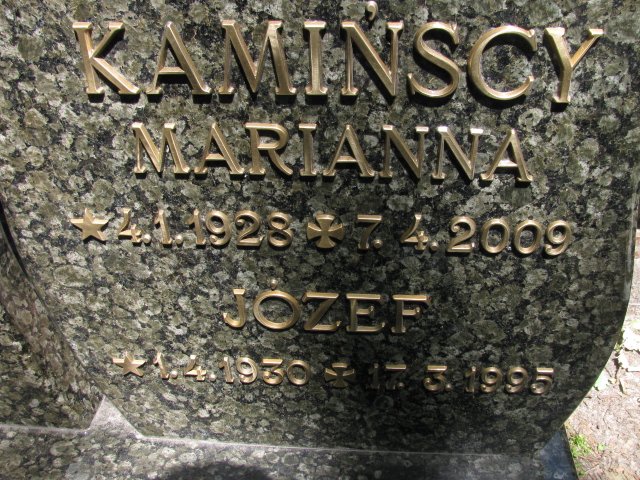 KAMIŃSCY
MARIANNA
★ 4.1.1928 ✠ 7.4.2009
JÓZEF
★ 1.4.1930 ✠ 17.3.1995